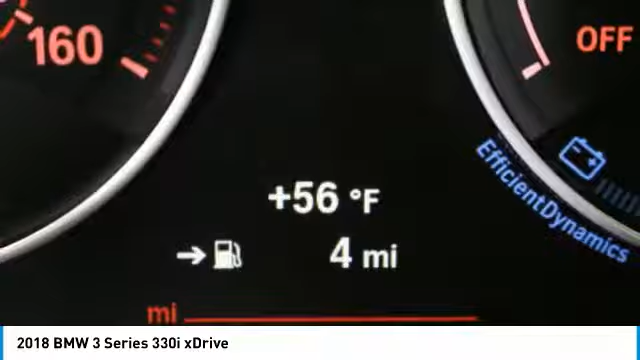 160
OFF
+56 °F
EfficientDynamics
→ 4 mi
mi
2018 BMW 3 Series 330i xDrive